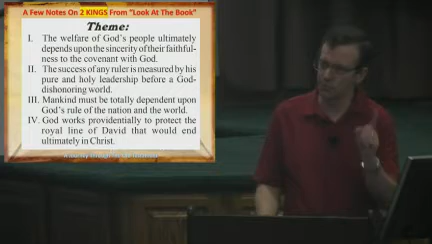 A Few Notes On 2 KINGS From "Look At The Book"
Theme:
I. The welfare of God's people ultimately
depends upon the sincerity of their faithful-
ness to the covenant with God.
II. The success of any ruler is measured by his
pure and holy leadership before a God-
dishonoring world.
III. Mankind must be totally dependent upon
God's rule of the nation and the world.
IV. God works providentially to protect the
royal line of David that would end
ultimately in Christ.